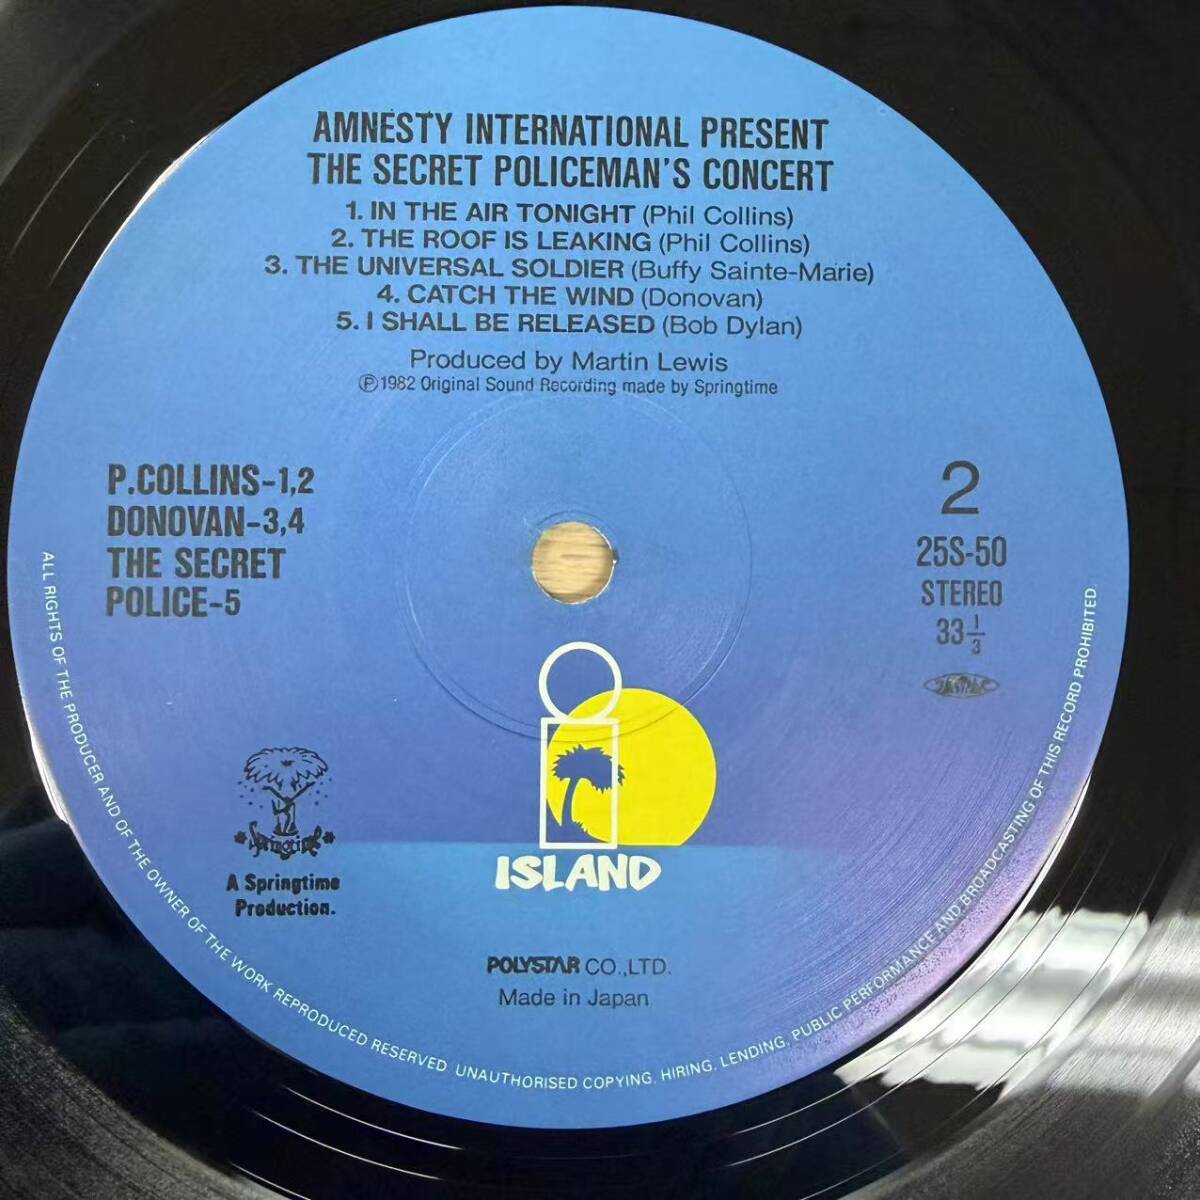 AMNESTY INTERNATIONAL PRESENT
THE SECRET POLICEMAN'S CONCERT
1. IN THE AIR TONIGHT (Phil Collins)
2. THE ROOF IS LEAKING (Phil Collins)
3. THE UNIVERSAL SOLDIER (Buffy Sainte-Marie)
4. CATCH THE WIND (Donovan)
5. I SHALL BE RELEASED (Bob Dylan)
Produced by Martin Lewis
Ⓟ1982 Original Sound Recording made by Springtime
P.COLLINS-1,2
DONOVAN-3,4
THE SECRET
POLICE-5
2
25S-50
STEREO
33 1/3
Springtime
A Springtime
Production.
ISLAND
POLYSTAR CO.,LTD.
Made in Japan
ALL RIGHTS OF THE PRODUCER AND OF THE OWNER OF THE WORK REPRODUCED RESERVED UNAUTHORISED COPYING, HIRING, LENDING, PUBLIC PERFORMANCE AND BROADCASTING OF THIS RECORD PROHIBITED.